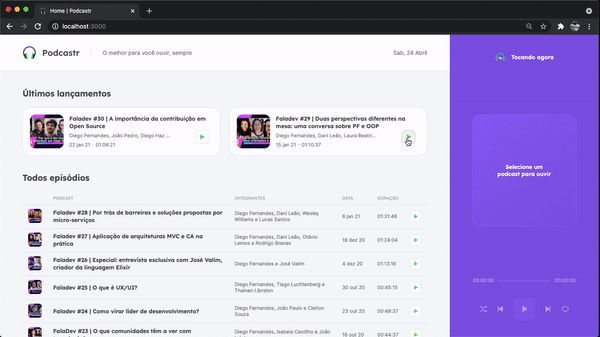 Home | Podcastr
localhost:3000
Podcastr
O melhor para você ouvir, sempre
Sab, 24 Abril
Tocando agora
Últimos lançamentos
Faladev #30 | A importância da contribuição em
Open Source
Diego Fernandes, João Pedro, Diego Haz ...
22 jan 21 · 01:06:21
Faladev #29 | Duas perspectivas diferentes na
mesa: uma conversa sobre PF e OOP
Diego Fernandes, Dani Leão, Laura Beatri...
15 jan 21 · 01:10:37
Selecione um
podcast para ouvir
Todos episódios
PODCAST INTEGRANTES DATA DURAÇÃO
Faladev #28 | Por trás de barreiras e soluções propostas por
micro-serviços
Diego Fernandes, Dani Leão, Wesley
Williams e Lucas Santos
8 jan 21
01:31:46
Faladev #27 | Aplicação de arquiteturas MVC e CA na
prática
Diego Fernandes, Dani Leão, Otávio
Lemos e Rodrigo Branas
18 dez 20
01:24:04
Faladev #26 | Especial: entrevista exclusiva com José Valim,
criador da linguagem Elixir
Diego Fernandes e José Valim
4 dez 20
01:13:16
Faladev #25 | O que é UX/UI?
Diego Fernandes, Tiago Luchtenberg e
Thainan Librelon
30 out 20
00:45:15
Faladev #24 | Como virar líder de desenvolvimento?
Diego Fernandes, João Paulo e Cleiton
Souza
23 out 20
00:46:37
FalaDev #23 | O que comunidades têm a ver com
Diego Fernandes, Isabela Castilho e João
16 out 20
00:44:37
00:00:00
00:00:00